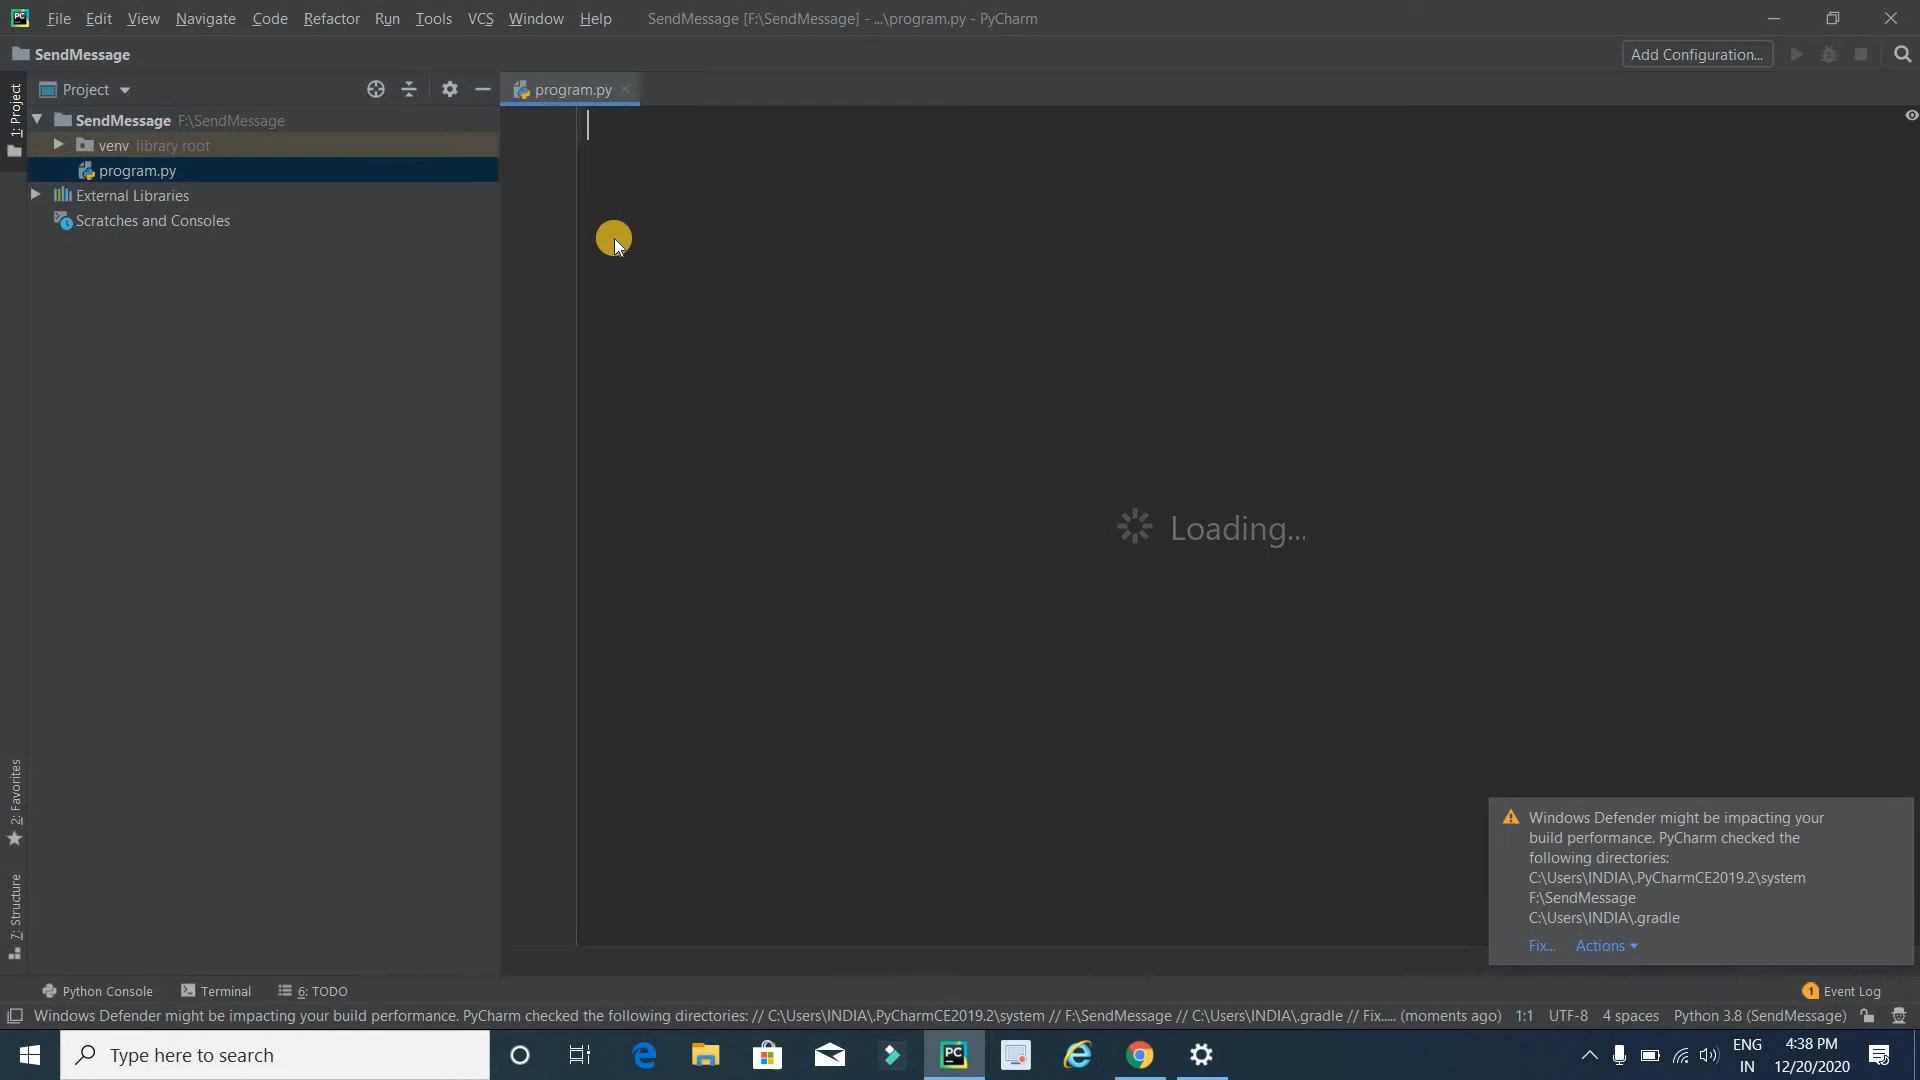 File Edit View Navigate Code Refactor Run Tools VCS Window Help SendMessage [F:\SendMessage] - ...\program.py - PyCharm
SendMessage
Add Configuration...
1: Project
Project
program.py
SendMessage F:\SendMessage
venv library root
program.py
External Libraries
Scratches and Consoles
Loading...
2: Favorites
7: Structure
Windows Defender might be impacting your
build performance. PyCharm checked the
following directories:
C:\Users\INDIA\.PyCharmCE2019.2\system
F:\SendMessage
C:\Users\INDIA\.gradle
Fix... Actions
Python Console Terminal 6: TODO
1 Event Log
Windows Defender might be impacting your build performance. PyCharm checked the following directories: // C:\Users\INDIA\.PyCharmCE2019.2\system // F:\SendMessage // C:\Users\INDIA\.gradle // Fix..... (moments ago) 1:1 UTF-8 4 spaces Python 3.8 (SendMessage)
Type here to search
PC
ENG
IN
4:38 PM
12/20/2020